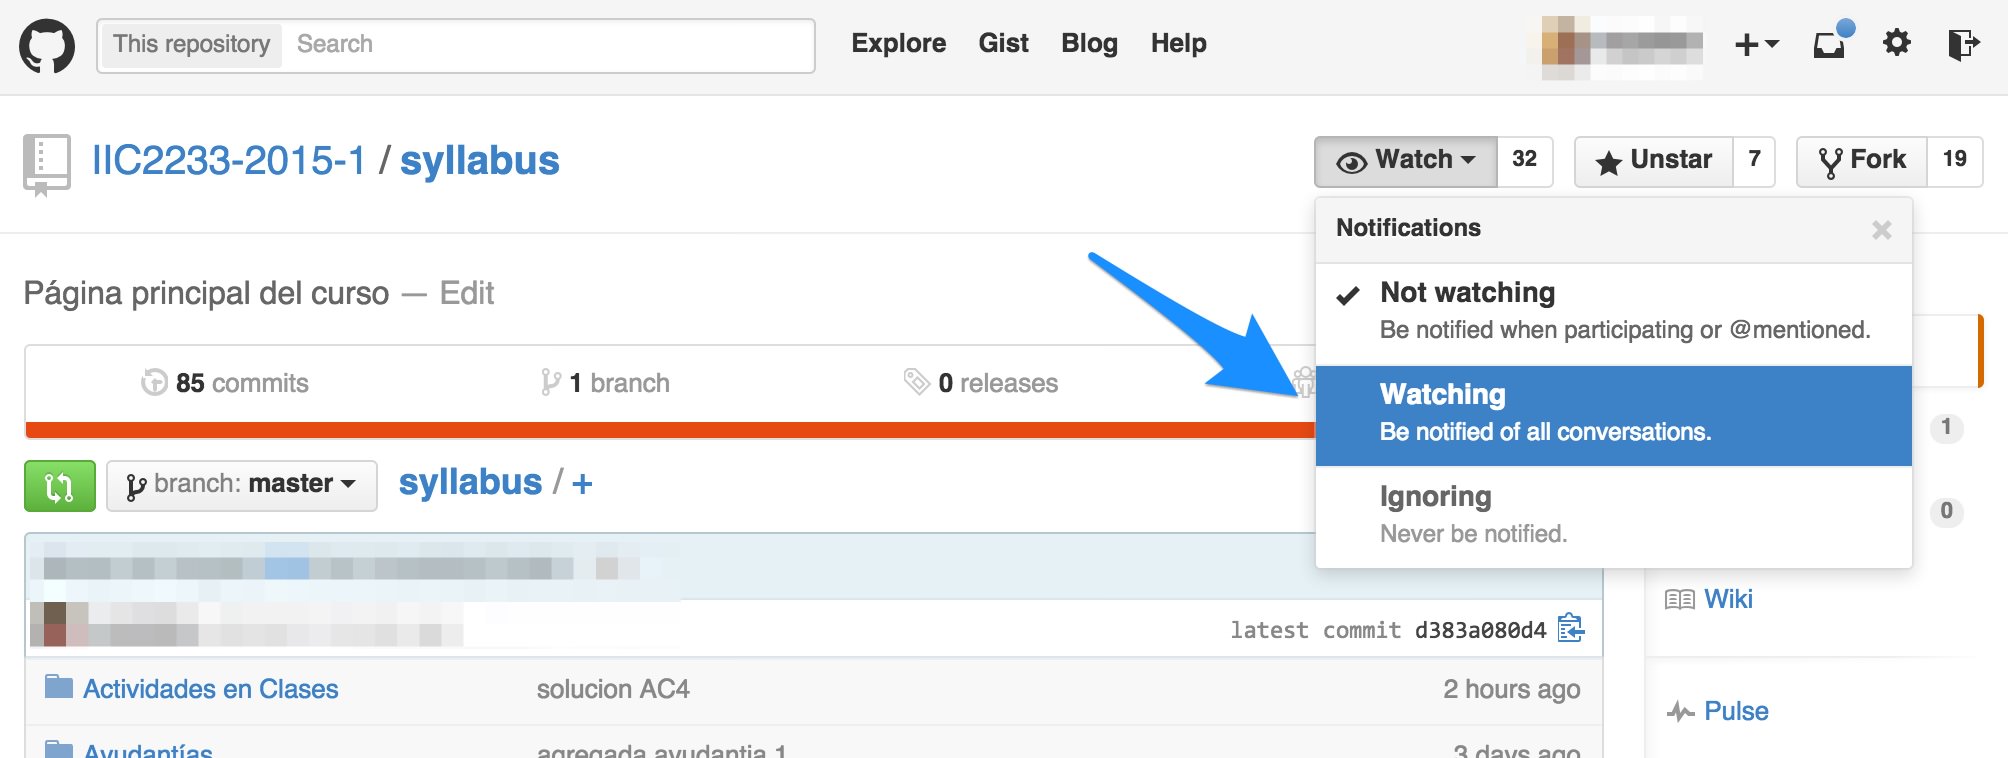 This repository Search Explore Gist Blog Help
IIC2233-2015-1 / syllabus Watch 32 Unstar 7 Fork 19
Notifications
Página principal del curso — Edit
Not watching
Be notified when participating or @mentioned.
85 commits 1 branch 0 releases
Watching
Be notified of all conversations.
1
branch: master syllabus / +
Ignoring
Never be notified.
0
Wiki
latest commit d383a080d4
Actividades en Clases solucion AC4 2 hours ago
Pulse
Ayudantías agregada ayudantia 1 3 days ago